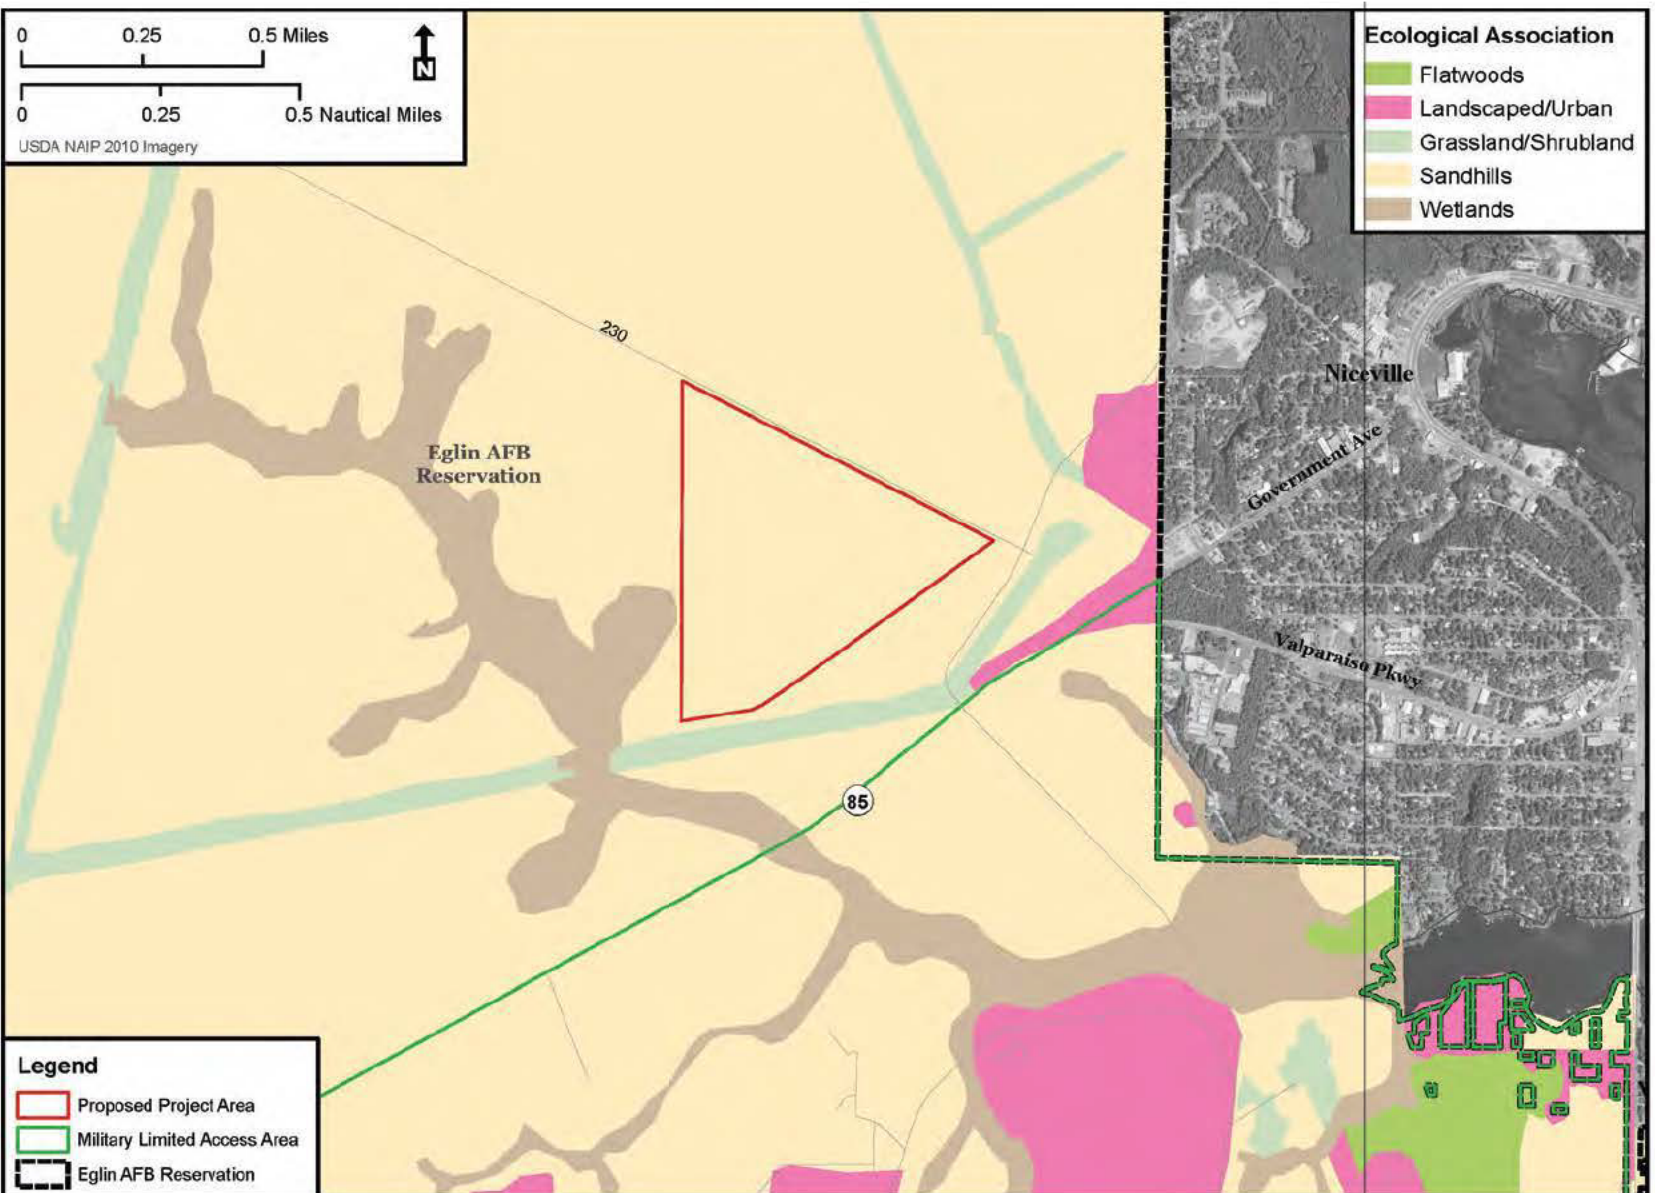 0 0.25 0.5 Miles
N
0 0.25 0.5 Nautical Miles
USDA NAIP 2010 Imagery
Ecological Association
Flatwoods
Landscaped/Urban
Grassland/Shrubland
Sandhills
Wetlands
230
Niceville
Eglin AFB
Reservation
Government Ave
Valparaiso Pkwy
85
Legend
Proposed Project Area
Military Limited Access Area
Eglin AFB Reservation